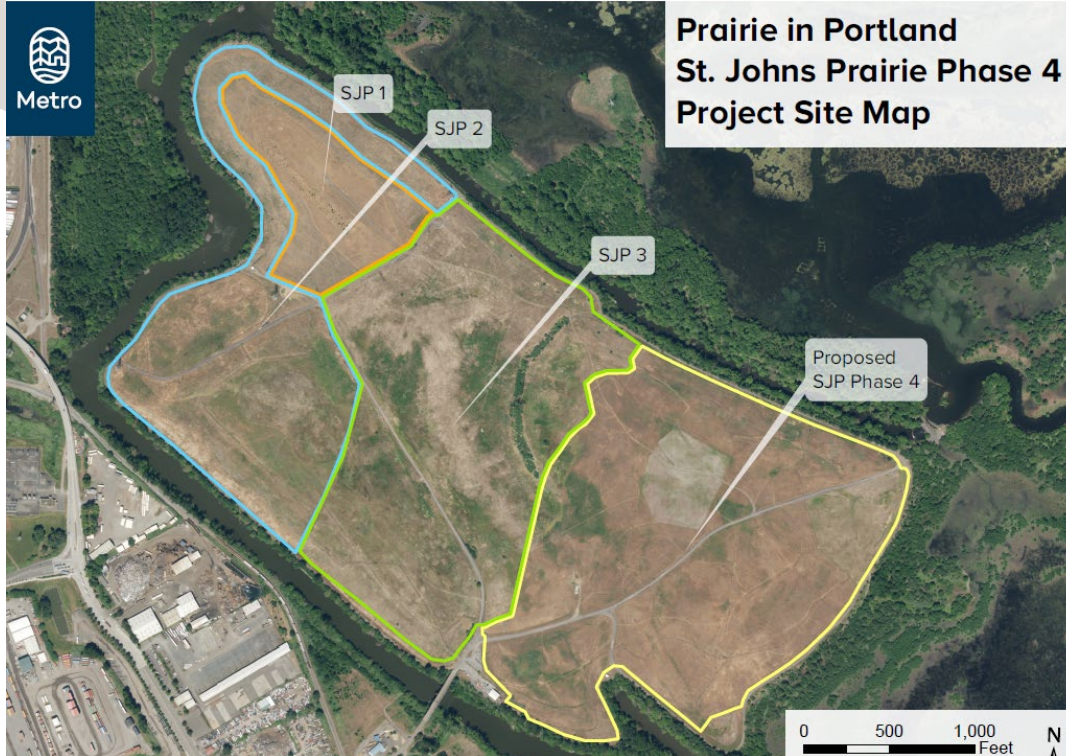 Metro
Prairie in Portland
St. Johns Prairie Phase 4
Project Site Map
SJP 1
SJP 2
SJP 3
Proposed
SJP Phase 4
0 500 1,000
Feet
N